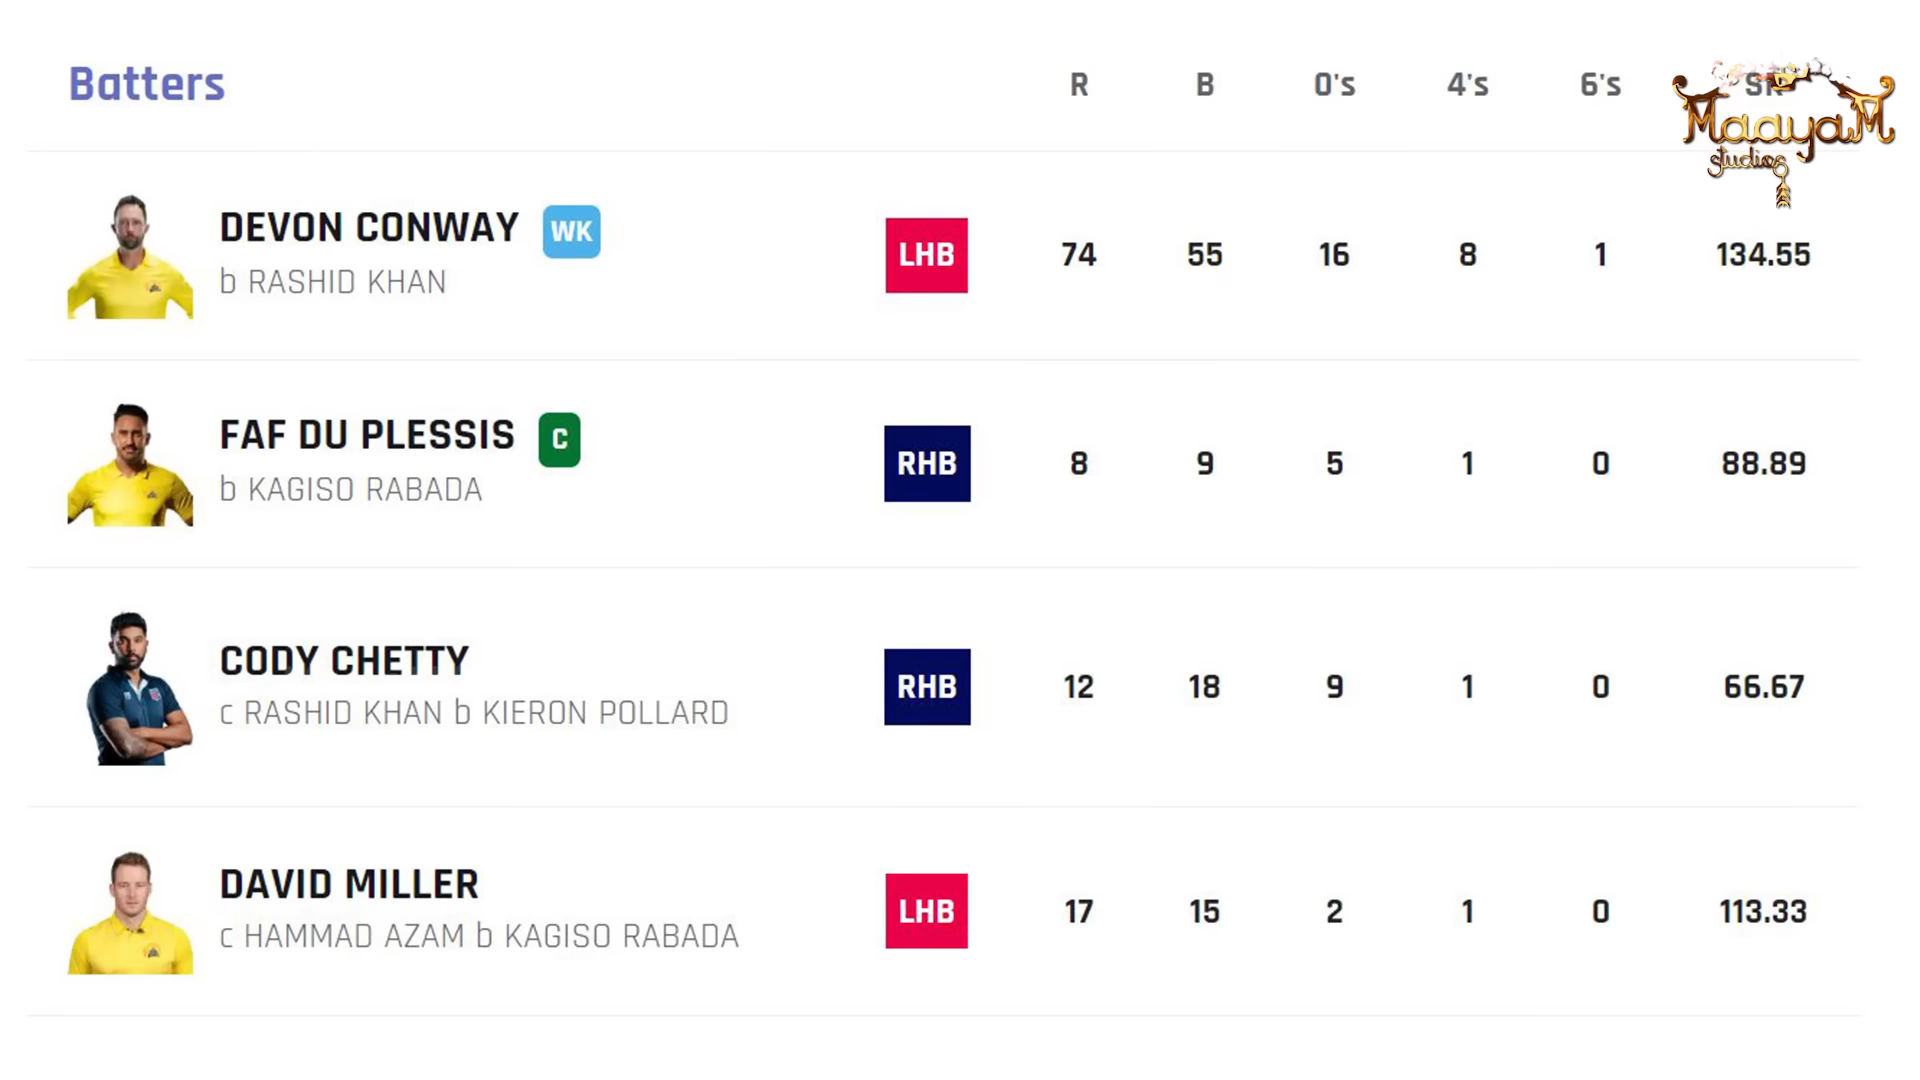 Batters R B 0's 4's 6's SR
MaayaM
studios
DEVON CONWAY WK
b RASHID KHAN
LHB 74 55 16 8 1 134.55
FAF DU PLESSIS C
b KAGISO RABADA
RHB 8 9 5 1 0 88.89
CODY CHETTY
c RASHID KHAN b KIERON POLLARD
RHB 12 18 9 1 0 66.67
DAVID MILLER
c HAMMAD AZAM b KAGISO RABADA
LHB 17 15 2 1 0 113.33